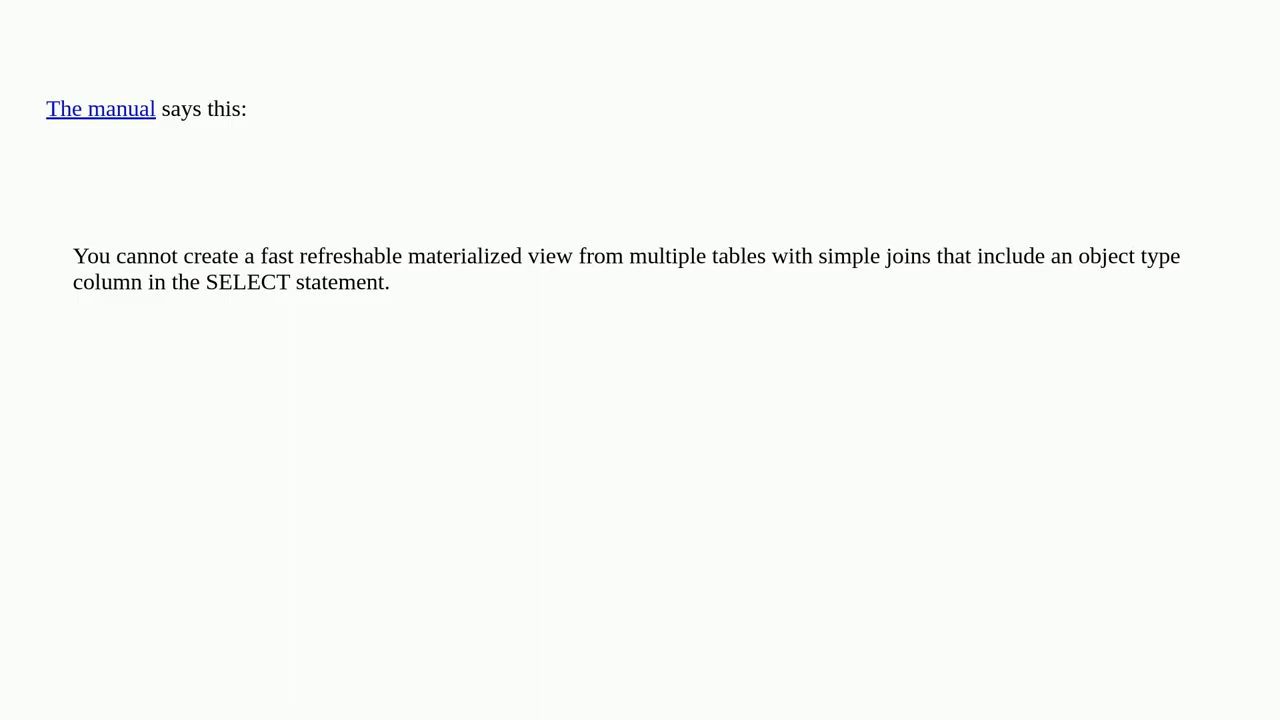 The manual says this:
You cannot create a fast refreshable materialized view from multiple tables with simple joins that include an object type
column in the SELECT statement.